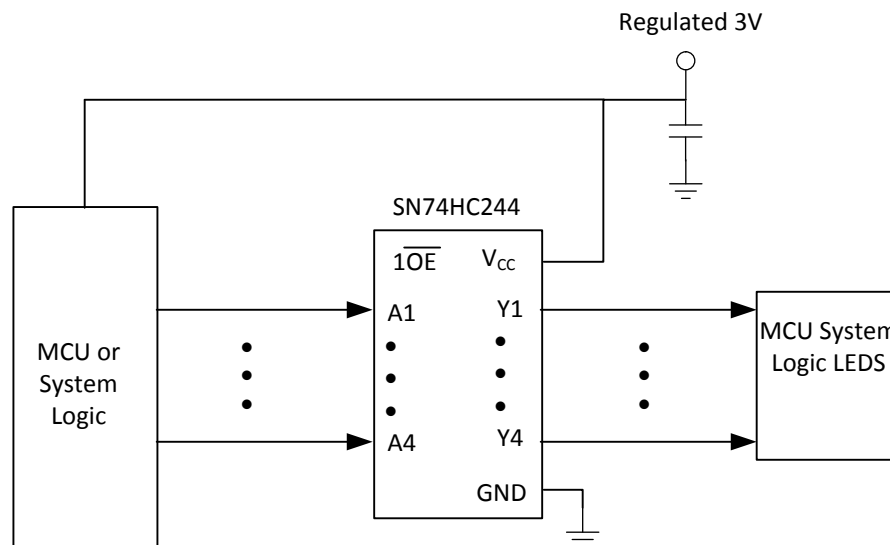 Regulated 3V
SN74HC244
1OE
VCC
A1
Y1
MCU or
System
Logic
MCU System
Logic LEDS
A4
Y4
GND